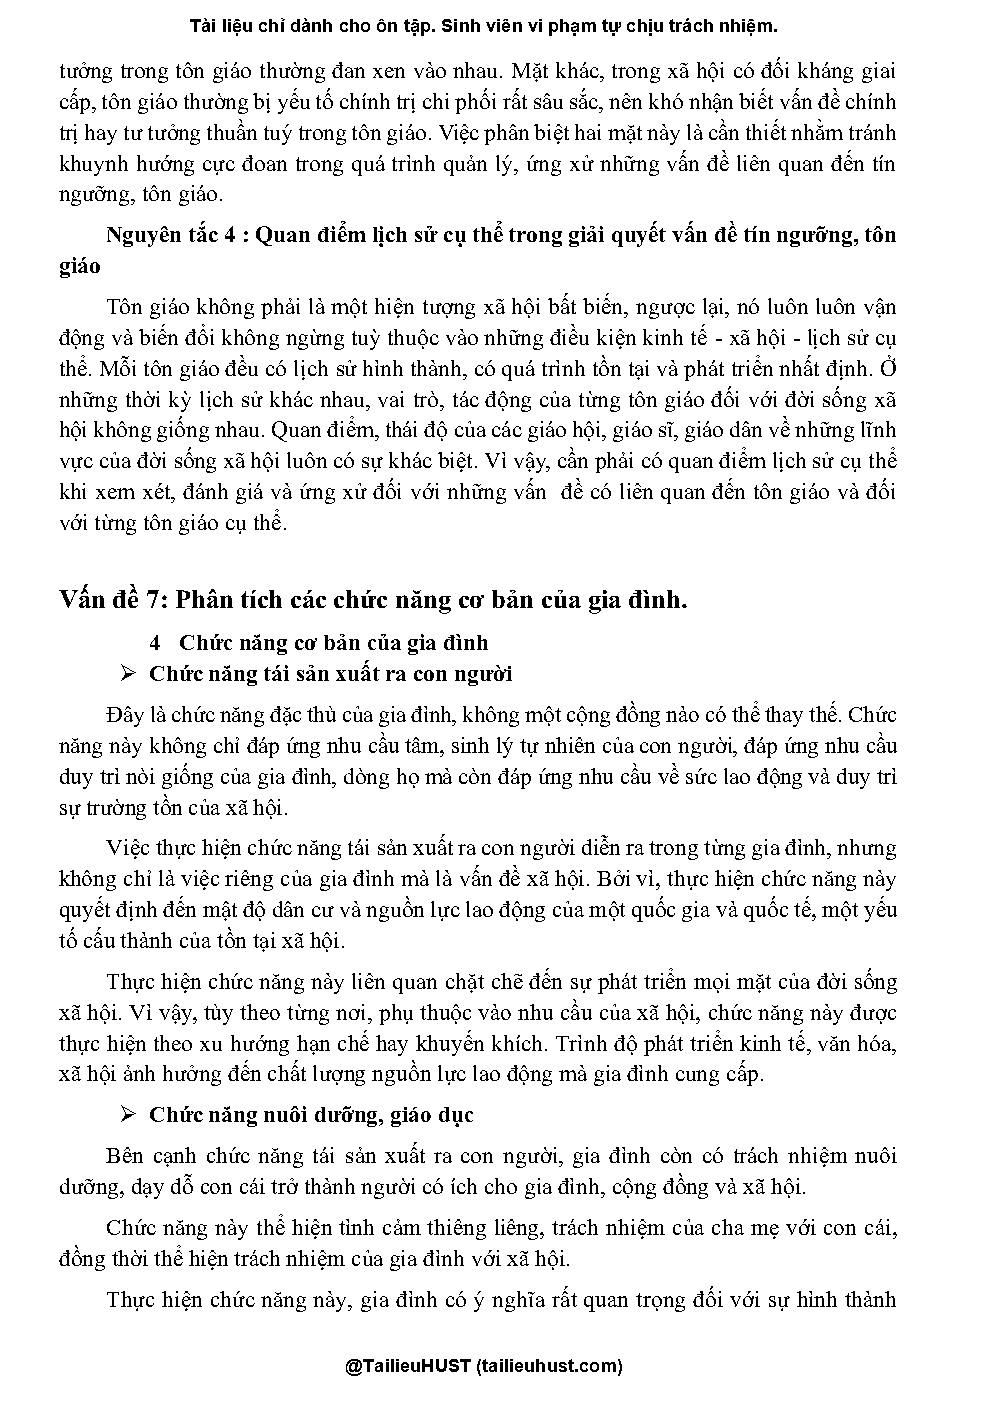 Tài liệu chỉ dành cho ôn tập. Sinh viên vi phạm tự chịu trách nhiệm.
tưởng trong tôn giáo thường đan xen vào nhau. Mặt khác, trong xã hội có đối kháng giai
cấp, tôn giáo thường bị yếu tố chính trị chi phối rất sâu sắc, nên khó nhận biết vấn đề chính
trị hay tư tưởng thuần tuý trong tôn giáo. Việc phân biệt hai mặt này là cần thiết nhằm tránh
khuynh hướng cực đoan trong quá trình quản lý, ứng xử những vấn đề liên quan đến tín
ngưỡng, tôn giáo.
Nguyên tắc 4 : Quan điểm lịch sử cụ thể trong giải quyết vấn đề tín ngưỡng, tôn
giáo
Tôn giáo không phải là một hiện tượng xã hội bất biến, ngược lại, nó luôn luôn vận
động và biến đổi không ngừng tuỳ thuộc vào những điều kiện kinh tế - xã hội - lịch sử cụ
thể. Mỗi tôn giáo đều có lịch sử hình thành, có quá trình tồn tại và phát triển nhất định. Ở
những thời kỳ lịch sử khác nhau, vai trò, tác động của từng tôn giáo đối với đời sống xã
hội không giống nhau. Quan điểm, thái độ của các giáo hội, giáo sĩ, giáo dân về những lĩnh
vực của đời sống xã hội luôn có sự khác biệt. Vì vậy, cần phải có quan điểm lịch sử cụ thể
khi xem xét, đánh giá và ứng xử đối với những vấn  đề có liên quan đến tôn giáo và đối
với từng tôn giáo cụ thể.
Vấn đề 7: Phân tích các chức năng cơ bản của gia đình.
4 Chức năng cơ bản của gia đình
➢ Chức năng tái sản xuất ra con người
Đây là chức năng đặc thù của gia đình, không một cộng đồng nào có thể thay thế. Chức
năng này không chỉ đáp ứng nhu cầu tâm, sinh lý tự nhiên của con người, đáp ứng nhu cầu
duy trì nòi giống của gia đình, dòng họ mà còn đáp ứng nhu cầu về sức lao động và duy trì
sự trường tồn của xã hội.
Việc thực hiện chức năng tái sản xuất ra con người diễn ra trong từng gia đình, nhưng
không chỉ là việc riêng của gia đình mà là vấn đề xã hội. Bởi vì, thực hiện chức năng này
quyết định đến mật độ dân cư và nguồn lực lao động của một quốc gia và quốc tế, một yếu
tố cấu thành của tồn tại xã hội.
Thực hiện chức năng này liên quan chặt chẽ đến sự phát triển mọi mặt của đời sống
xã hội. Vì vậy, tùy theo từng nơi, phụ thuộc vào nhu cầu của xã hội, chức năng này được
thực hiện theo xu hướng hạn chế hay khuyến khích. Trình độ phát triển kinh tế, văn hóa,
xã hội ảnh hưởng đến chất lượng nguồn lực lao động mà gia đình cung cấp.
➢ Chức năng nuôi dưỡng, giáo dục
Bên cạnh chức năng tái sản xuất ra con người, gia đình còn có trách nhiệm nuôi
dưỡng, dạy dỗ con cái trở thành người có ích cho gia đình, cộng đồng và xã hội.
Chức năng này thể hiện tình cảm thiêng liêng, trách nhiệm của cha mẹ với con cái,
đồng thời thể hiện trách nhiệm của gia đình với xã hội.
Thực hiện chức năng này, gia đình có ý nghĩa rất quan trọng đối với sự hình thành
@TailieuHUST (tailieuhust.com)